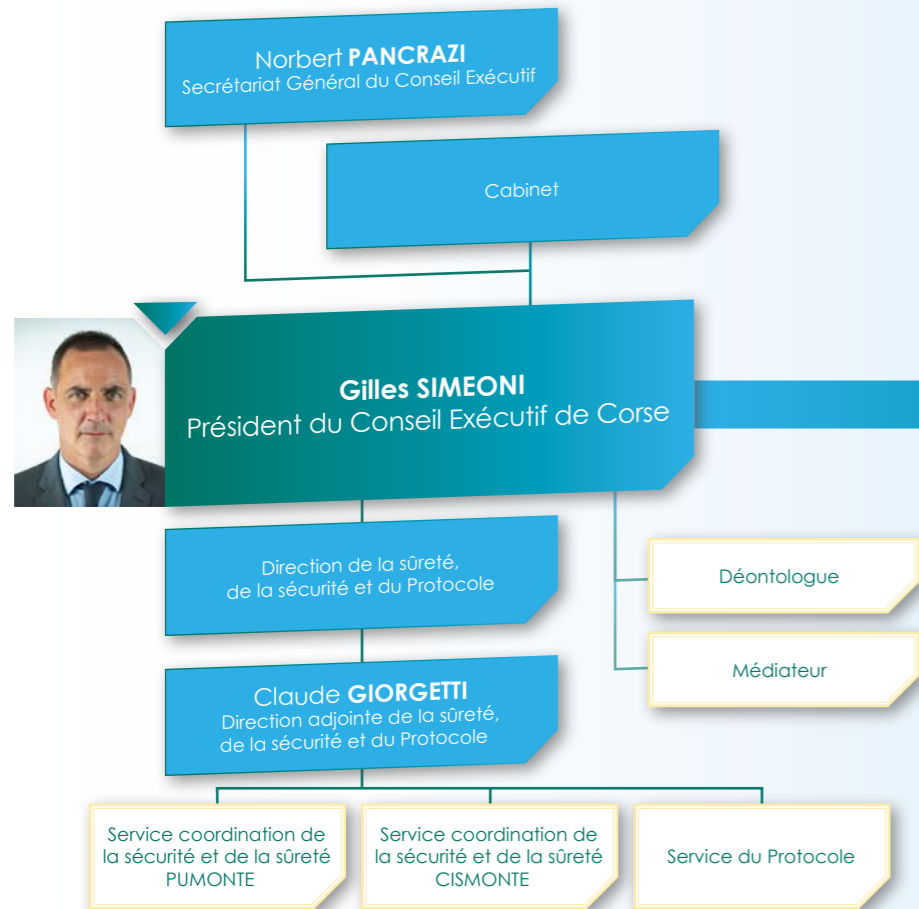 Norbert PANCRAZI
Secrétariat Général du Conseil Exécutif
Cabinet
Gilles SIMEONI
Président du Conseil Exécutif de Corse
Direction de la sûreté,
de la sécurité et du Protocole
Déontologue
Médiateur
Claude GIORGETTI
Direction adjointe de la sûreté,
de la sécurité et du Protocole
Service coordination de
la sécurité et de la sûreté
PUMONTE
Service coordination de
la sécurité et de la sûreté
CISMONTE
Service du Protocole